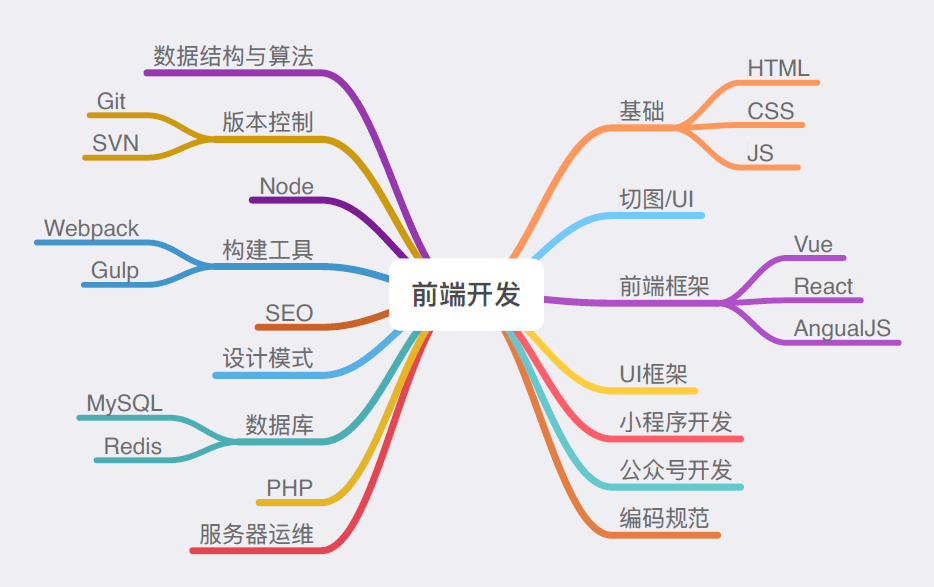 前端开发
基础
HTML
CSS
JS
切图/UI
前端框架
Vue
React
AngualJS
UI框架
小程序开发
公众号开发
编码规范
数据结构与算法
版本控制
Git
SVN
Node
构建工具
Webpack
Gulp
SEO
设计模式
数据库
MySQL
Redis
PHP
服务器运维